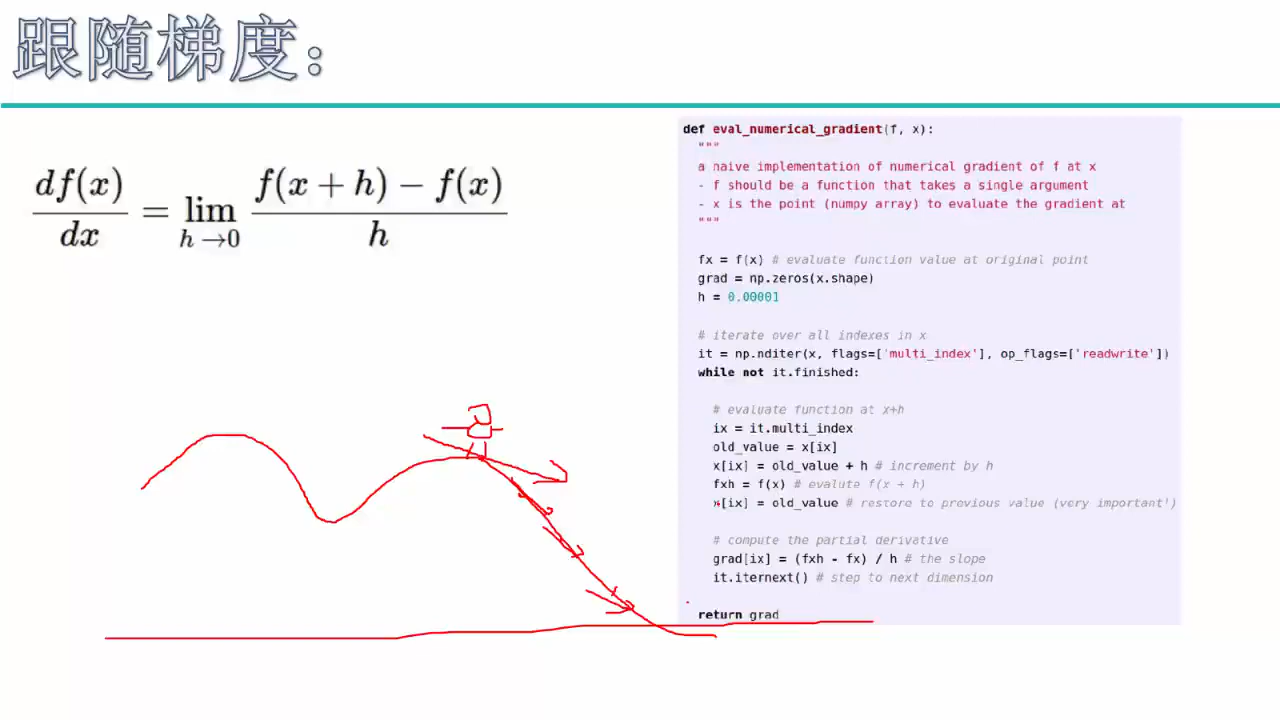 跟随梯度:
df(x)/dx = lim h→0 f(x + h) − f(x)/h
def eval_numerical_gradient(f, x):
"""
a naive implementation of numerical gradient of f at x
- f should be a function that takes a single argument
- x is the point (numpy array) to evaluate the gradient at
"""
fx = f(x) # evaluate function value at original point
grad = np.zeros(x.shape)
h = 0.00001
# iterate over all indexes in x
it = np.nditer(x, flags=['multi_index'], op_flags=['readwrite'])
while not it.finished:
# evaluate function at x+h
ix = it.multi_index
old_value = x[ix]
x[ix] = old_value + h # increment by h
fxh = f(x) # evalute f(x + h)
x[ix] = old_value # restore to previous value (very important!)
# compute the partial derivative
grad[ix] = (fxh - fx) / h # the slope
it.iternext() # step to next dimension
return grad